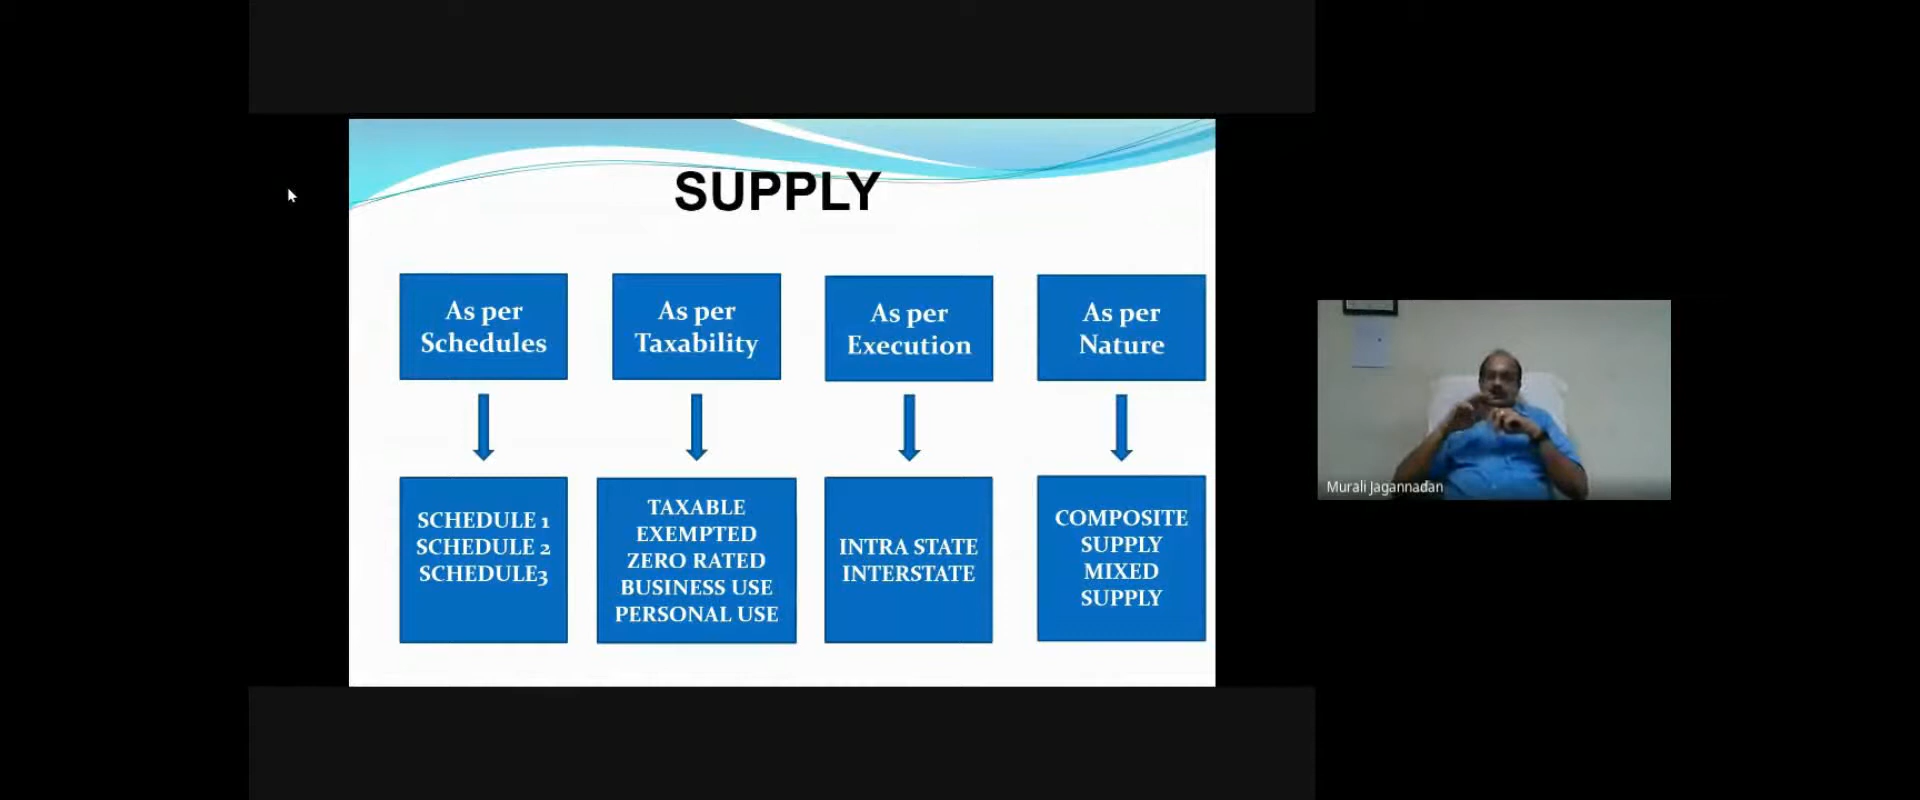 SUPPLY
As per
Schedules
As per
Taxability
As per
Execution
As per
Nature
SCHEDULE 1
SCHEDULE 2
SCHEDULE3
TAXABLE
EXEMPTED
ZERO RATED
BUSINESS USE
PERSONAL USE
INTRA STATE
INTERSTATE
COMPOSITE
SUPPLY
MIXED
SUPPLY
Murali Jagannadan